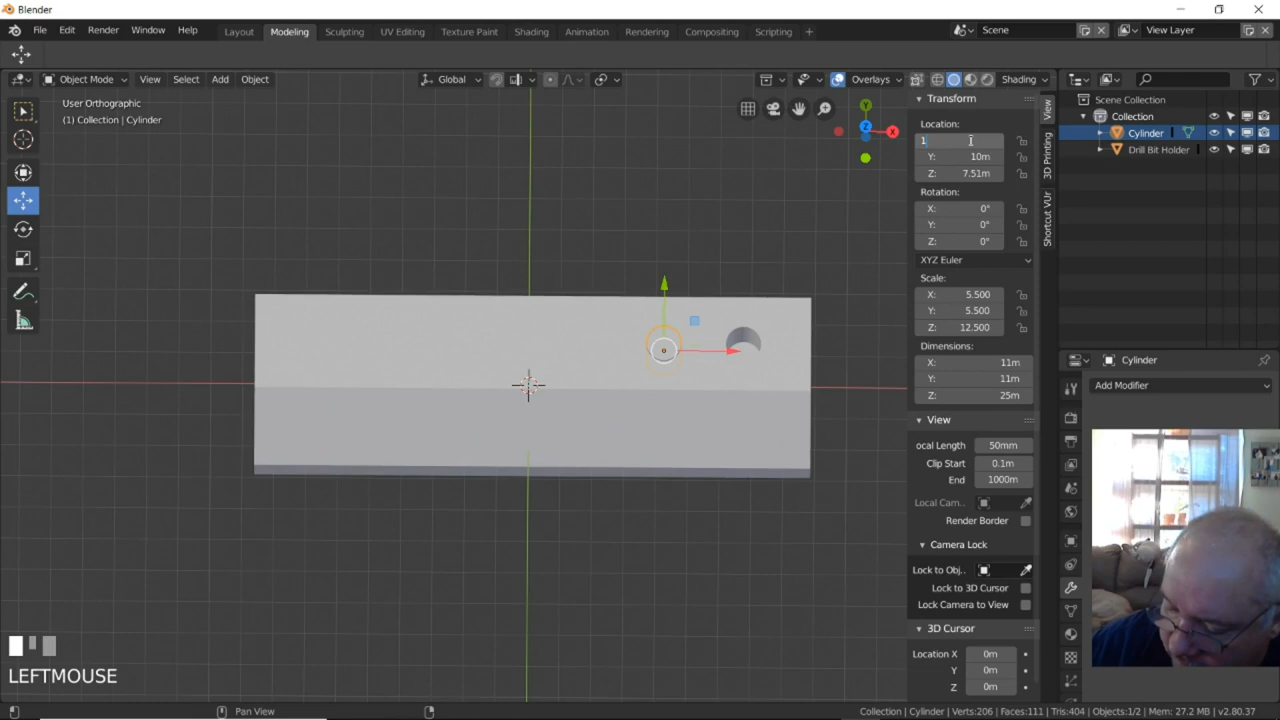 Blender
File Edit Render Window Help Layout Modeling Sculpting UV Editing Texture Paint Shading Animation Rendering Compositing Scripting + Scene View Layer
Object Mode View Select Add Object Global Overlays Shading
User Orthographic
(1) Collection | Cylinder
Y
Z
X
Transform
Location:
1
Y: 10m
Z: 7.51m
Rotation:
X: 0°
Y: 0°
Z: 0°
XYZ Euler
Scale:
X: 5.500
Y: 5.500
Z: 12.500
Dimensions:
X: 11m
Y: 11m
Z: 25m
View
ocal Length 50mm
Clip Start 0.1m
End 1000m
Local Cam..
Render Border
Camera Lock
Lock to Obj..
Lock to 3D Cursor
Lock Camera to View
3D Cursor
Location X 0m
Y 0m
Z 0m
View
3D Printing
Shortcut VUr
Scene Collection
Collection
Cylinder
Drill Bit Holder
Cylinder
Add Modifier
LEFTMOUSE
Pan View
Collection | Cylinder | Verts:206 | Faces:111 | Tris:404 | Objects:1/2 | Mem: 27.2 MB | v2.80.37